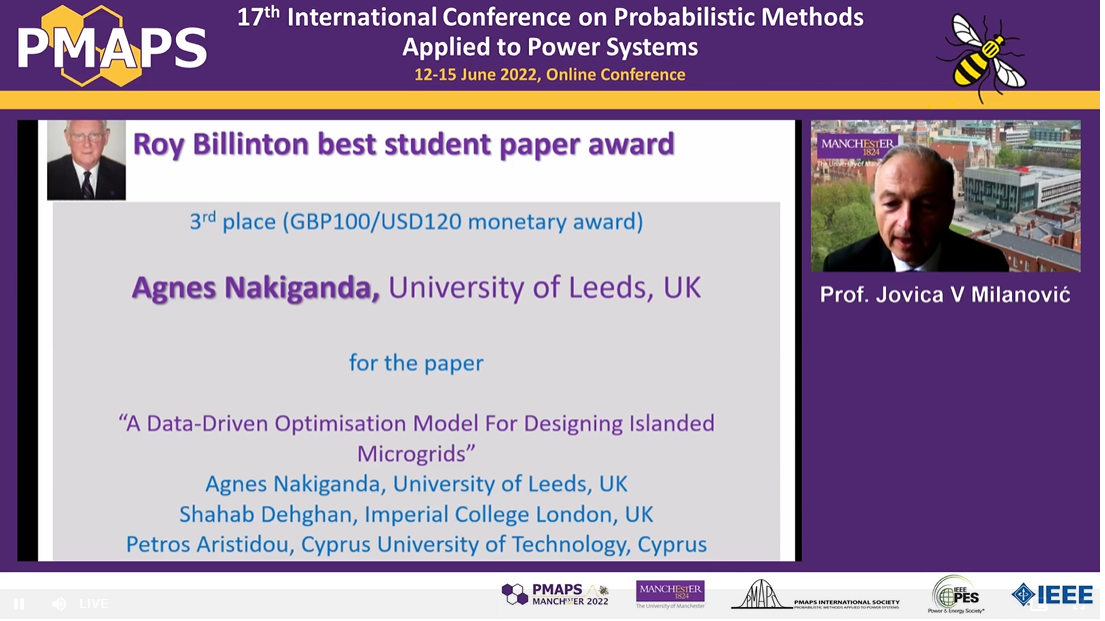 PMAPS
17th International Conference on Probabilistic Methods
Applied to Power Systems
12-15 June 2022, Online Conference
Roy Billinton best student paper award
3rd place (GBP100/USD120 monetary award)
Agnes Nakiganda, University of Leeds, UK
for the paper
“A Data-Driven Optimisation Model For Designing Islanded
Microgrids”
Agnes Nakiganda, University of Leeds, UK
Shahab Dehghan, Imperial College London, UK
Petros Aristidou, Cyprus University of Technology, Cyprus
MANCHESTER
1824
Prof. Jovica V Milanović
LIVE
PMAPS
MANCHESTER 2022
MANCHESTER
1824
The University of Manchester
PMAPS INTERNATIONAL SOCIETY
PROBABILISTIC METHODS APPLIED TO POWER SYSTEMS
IEEE
PES
Power & Energy Society®
IEEE